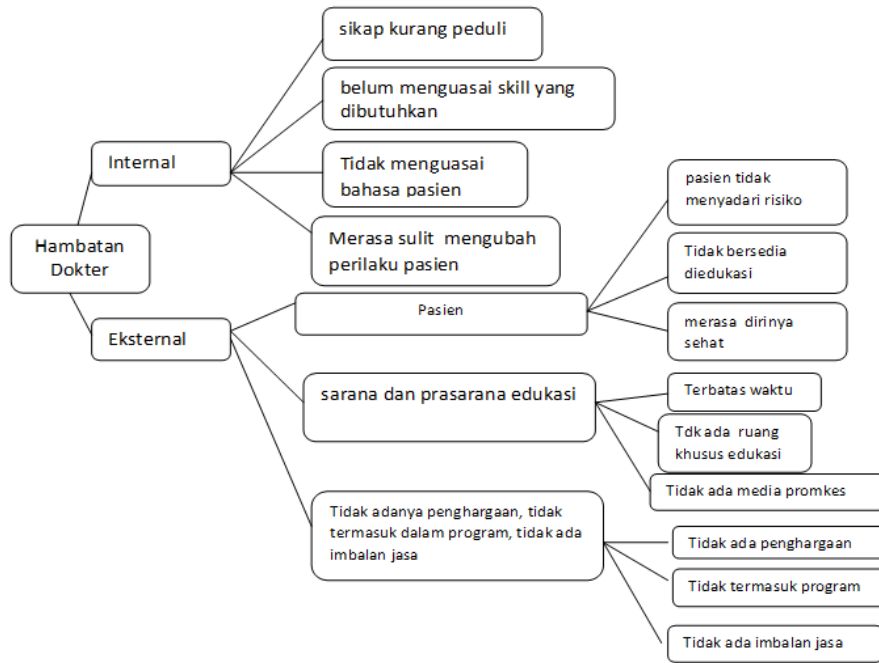 sikap kurang peduli
belum menguasai skill yang
dibutuhkan
Internal
Tidak menguasai
bahasa pasien
Merasa sulit mengubah
perilaku pasien
Hambatan
Dokter
Eksternal
Pasien
pasien tidak
menyadari risiko
Tidak bersedia
diedukasi
merasa dirinya
sehat
sarana dan prasarana edukasi
Terbatas waktu
Tdk ada ruang
khusus edukasi
Tidak ada media promkes
Tidak adanya penghargaan, tidak
termasuk dalam program, tidak ada
imbalan jasa
Tidak ada penghargaan
Tidak termasuk program
Tidak ada imbalan jasa